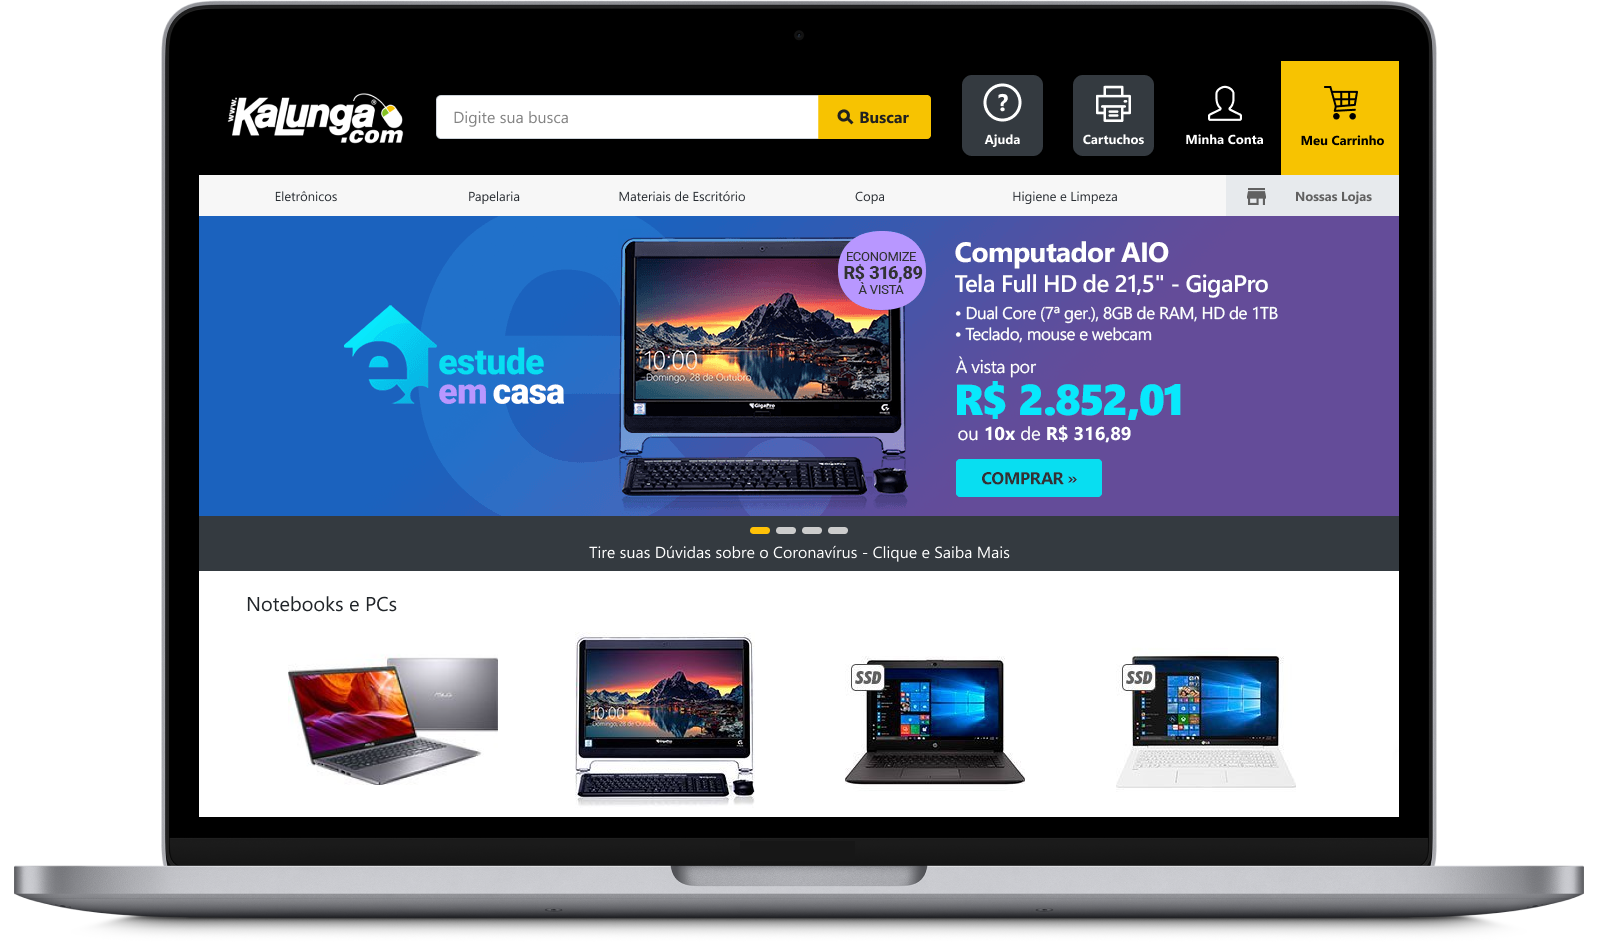 www.
Kalunga
.com
Digite sua busca
Buscar
?
Ajuda
Cartuchos
Minha Conta
Meu Carrinho
Eletrônicos
Papelaria
Materiais de Escritório
Copa
Higiene e Limpeza
Nossas Lojas
e
estude
em casa
10:00
Domingo, 28 de Outubro
GigaPro
ECONOMIZE
R$ 316,89
À VISTA
Computador AIO
Tela Full HD de 21,5" - GigaPro
• Dual Core (7ª ger.), 8GB de RAM, HD de 1TB
• Teclado, mouse e webcam
À vista por
R$ 2.852,01
ou 10x de R$ 316,89
COMPRAR »
Tire suas Dúvidas sobre o Coronavírus - Clique e Saiba Mais
Notebooks e PCs
ASUS
10:00
Domingo, 28 de Outubro
GigaPro
SSD
hp
SSD
LG